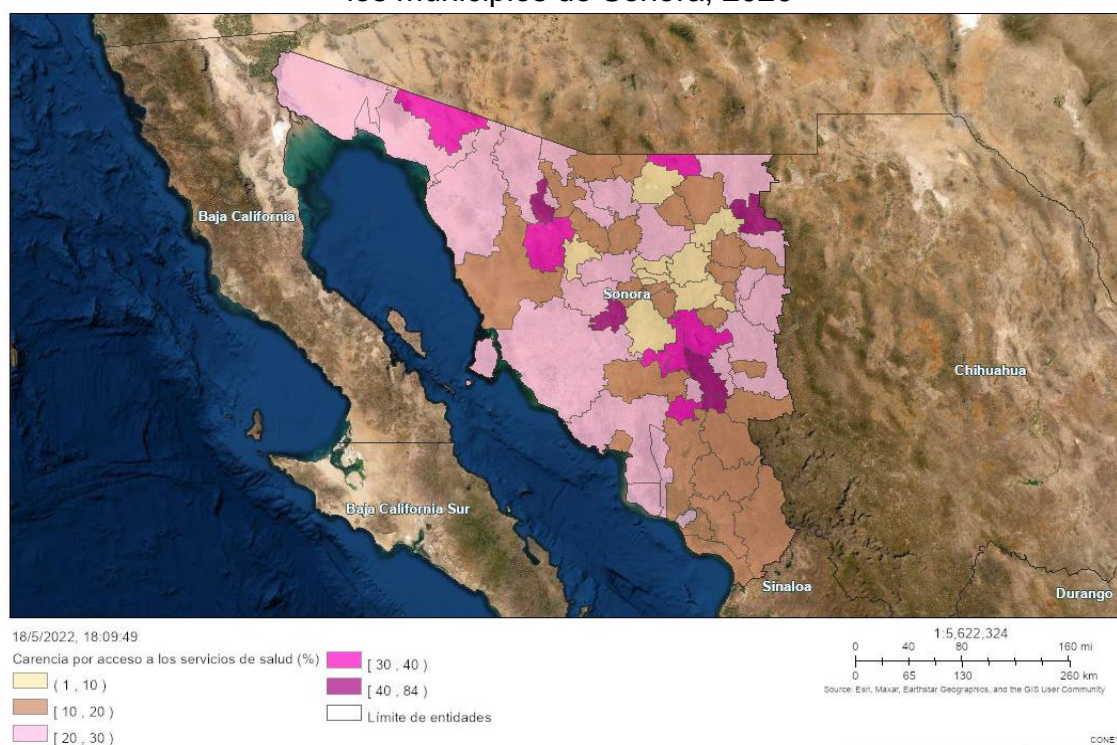 los Municipios de Sonora, 2020
Baja California
Sonora
Chihuahua
Baja California Sur
Sinaloa
Durango
18/5/2022, 18:09:49
Carencia por acceso a los servicios de salud (%)
( 1 , 10 )
[ 10 , 20 )
[ 20 , 30 )
[ 30 , 40 )
[ 40 , 84 )
Límite de entidades
1:5,622,324
0 40 80 160 mi
0 65 130 260 km
Source: Esri, Maxar, Earthstar Geographics, and the GIS User Community